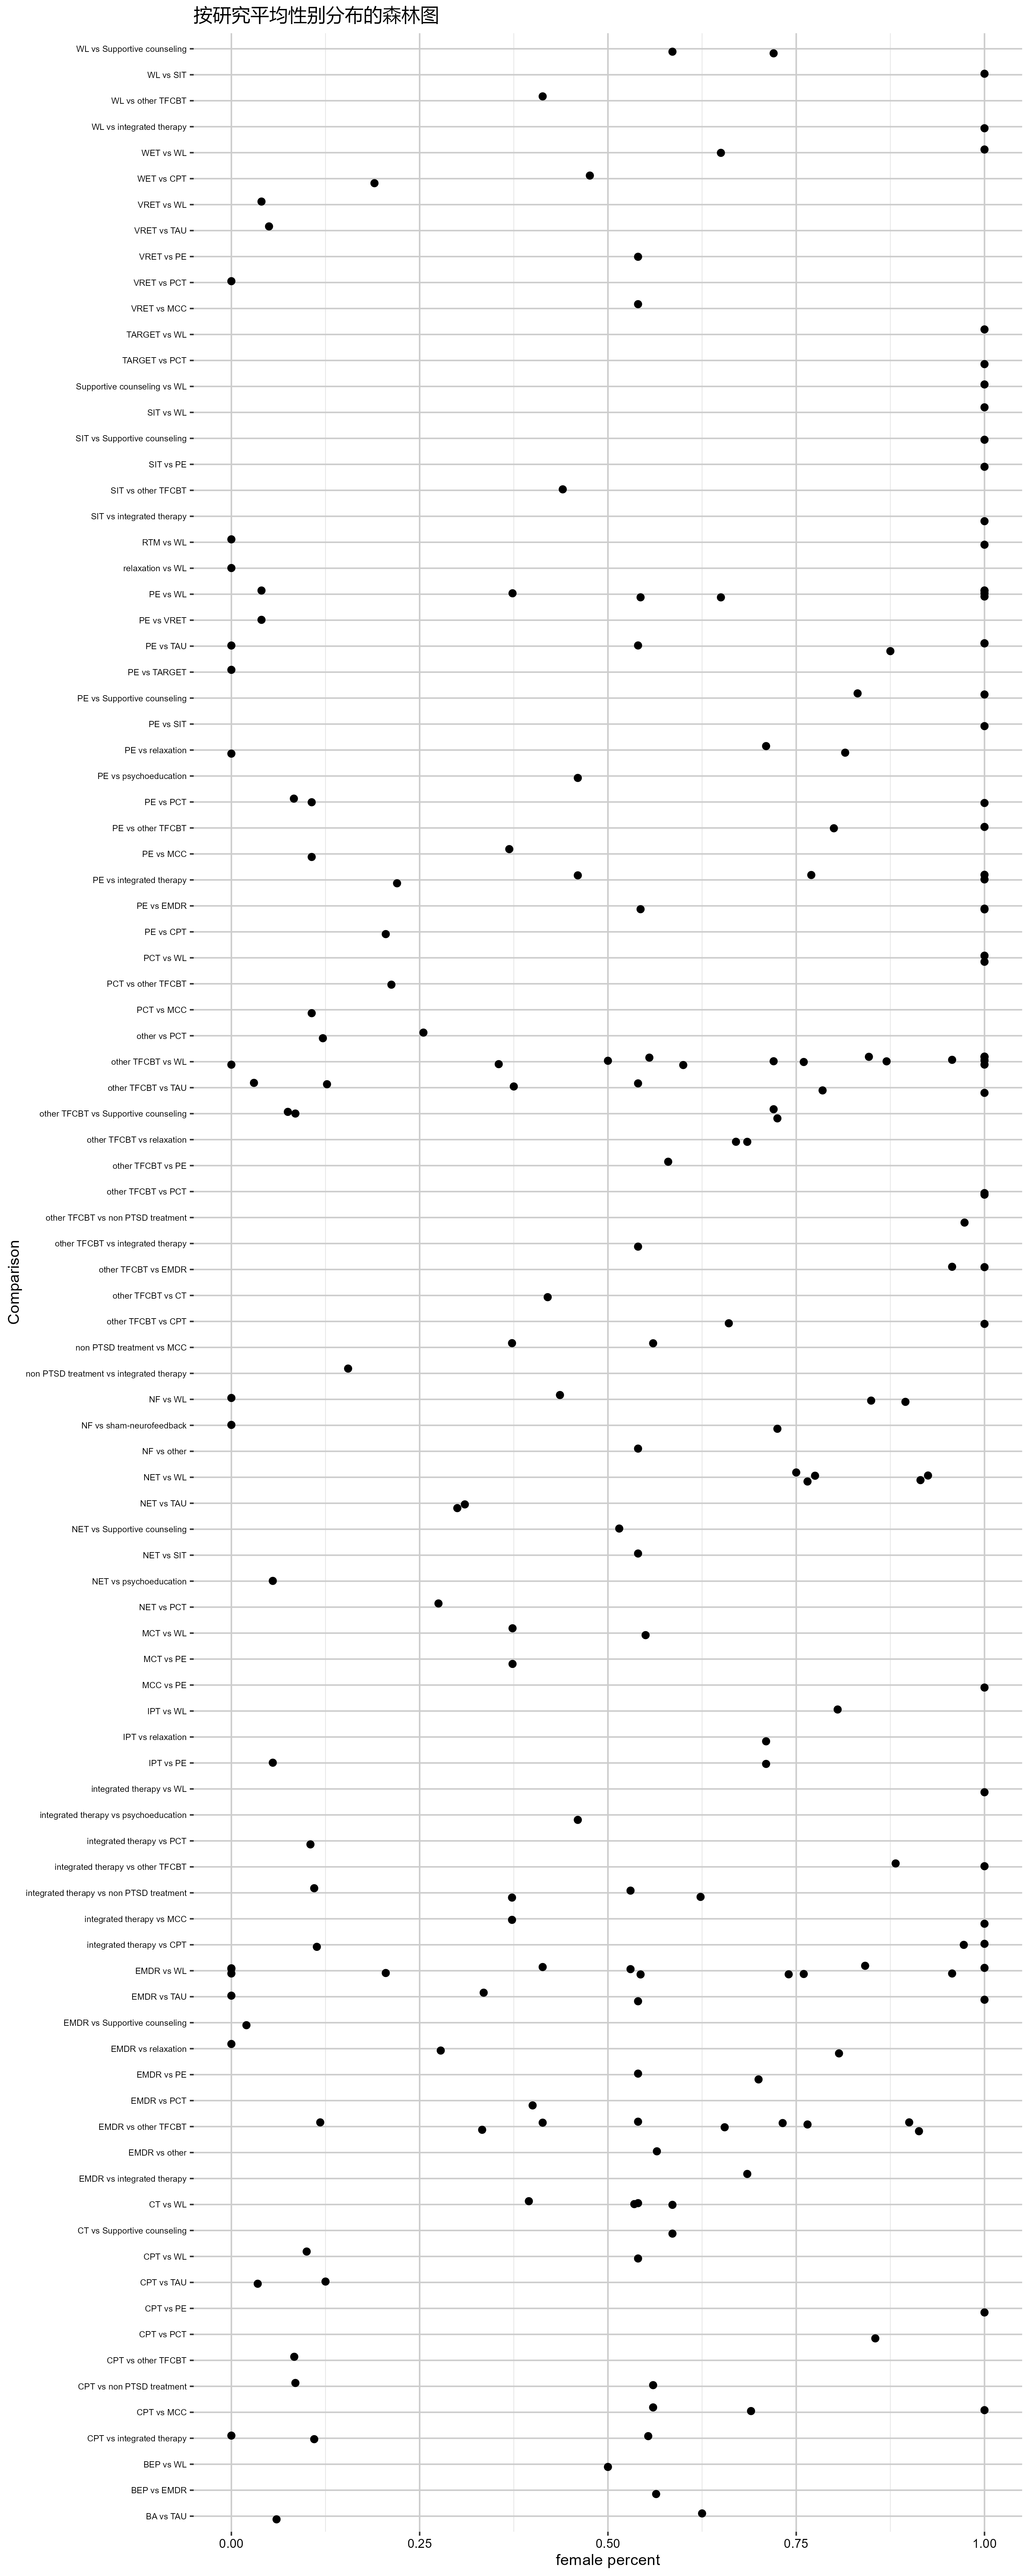 按研究平均性别分布的森林图
WL vs Supportive counseling
WL vs SIT
WL vs other TFCBT
WL vs integrated therapy
WET vs WL
WET vs CPT
VRET vs WL
VRET vs TAU
VRET vs PE
VRET vs PCT
VRET vs MCC
TARGET vs WL
TARGET vs PCT
Supportive counseling vs WL
SIT vs WL
SIT vs Supportive counseling
SIT vs PE
SIT vs other TFCBT
SIT vs integrated therapy
RTM vs WL
relaxation vs WL
PE vs WL
PE vs VRET
PE vs TAU
PE vs TARGET
PE vs Supportive counseling
PE vs SIT
PE vs relaxation
PE vs psychoeducation
PE vs PCT
PE vs other TFCBT
PE vs MCC
PE vs integrated therapy
PE vs EMDR
PE vs CPT
PCT vs WL
PCT vs other TFCBT
PCT vs MCC
other vs PCT
other TFCBT vs WL
other TFCBT vs TAU
other TFCBT vs Supportive counseling
other TFCBT vs relaxation
other TFCBT vs PE
other TFCBT vs PCT
other TFCBT vs non PTSD treatment
other TFCBT vs integrated therapy
other TFCBT vs EMDR
other TFCBT vs CT
other TFCBT vs CPT
non PTSD treatment vs MCC
non PTSD treatment vs integrated therapy
NF vs WL
NF vs sham-neurofeedback
NF vs other
NET vs WL
NET vs TAU
NET vs Supportive counseling
NET vs SIT
NET vs psychoeducation
NET vs PCT
MCT vs WL
MCT vs PE
MCC vs PE
IPT vs WL
IPT vs relaxation
IPT vs PE
integrated therapy vs WL
integrated therapy vs psychoeducation
integrated therapy vs PCT
integrated therapy vs other TFCBT
integrated therapy vs non PTSD treatment
integrated therapy vs MCC
integrated therapy vs CPT
EMDR vs WL
EMDR vs TAU
EMDR vs Supportive counseling
EMDR vs relaxation
EMDR vs PE
EMDR vs PCT
EMDR vs other TFCBT
EMDR vs other
EMDR vs integrated therapy
CT vs WL
CT vs Supportive counseling
CPT vs WL
CPT vs TAU
CPT vs PE
CPT vs PCT
CPT vs other TFCBT
CPT vs non PTSD treatment
CPT vs MCC
CPT vs integrated therapy
BEP vs WL
BEP vs EMDR
BA vs TAU
Comparison
0.00 0.25 0.50 0.75 1.00
female percent